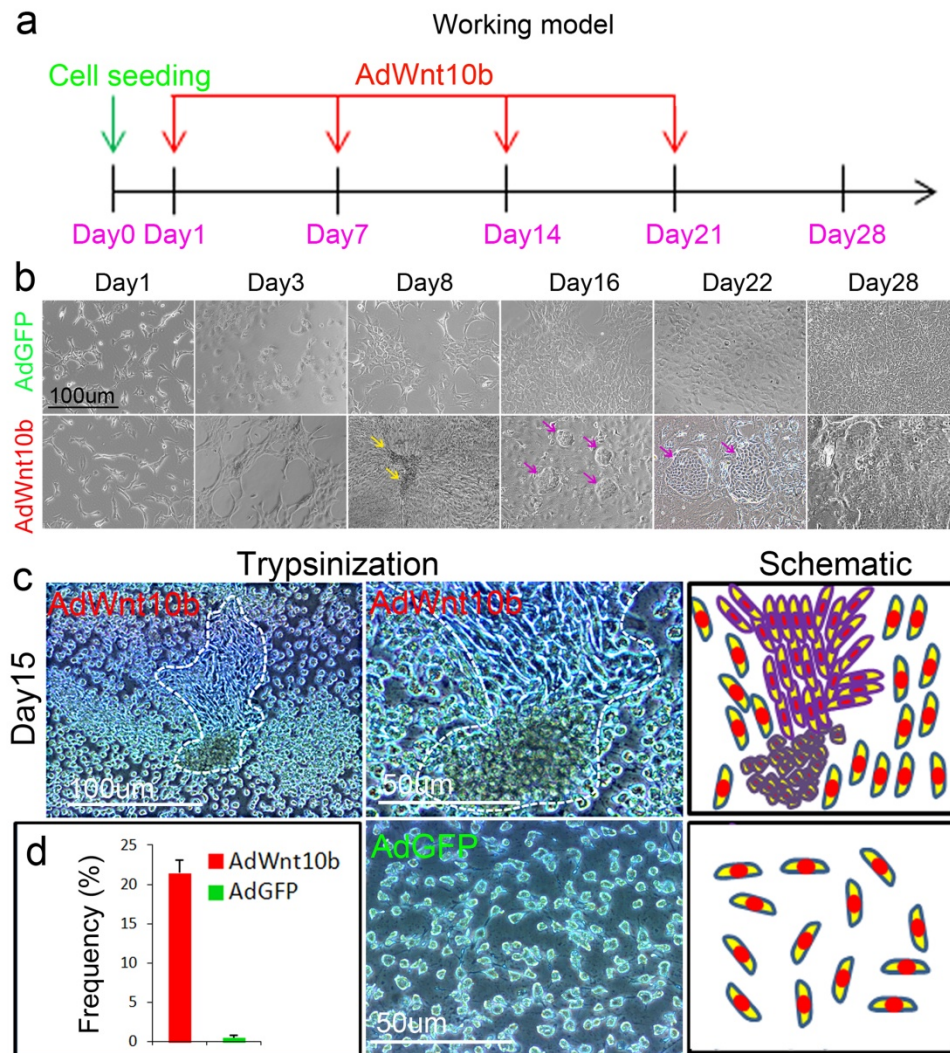 a
Working model
Cell seeding
AdWnt10b
Day0 Day1 Day7 Day14 Day21 Day28
b
Day1 Day3 Day8 Day16 Day22 Day28
AdGFP
100um
AdWnt10b
c
Trypsinization Schematic
Day15
AdWnt10b
100um
AdWnt10b
50um
d
Frequency (%)
25
20
15
10
5
0
AdWnt10b
AdGFP
AdGFP
50um